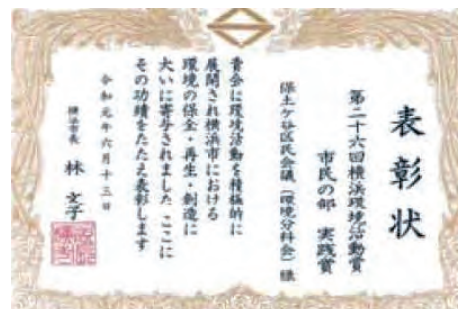 表彰状
第二十六回横浜環境活動賞
市民の部 実践賞
保土ケ谷区民会議(環境分科会)様
貴会は環境活動を積極的に
展開され横浜市における
環境の保全・再生・創造に
大いに寄与されました ここに
その功績をたたえ表彰します
令和元年六月十三日
横浜市長 林 文子